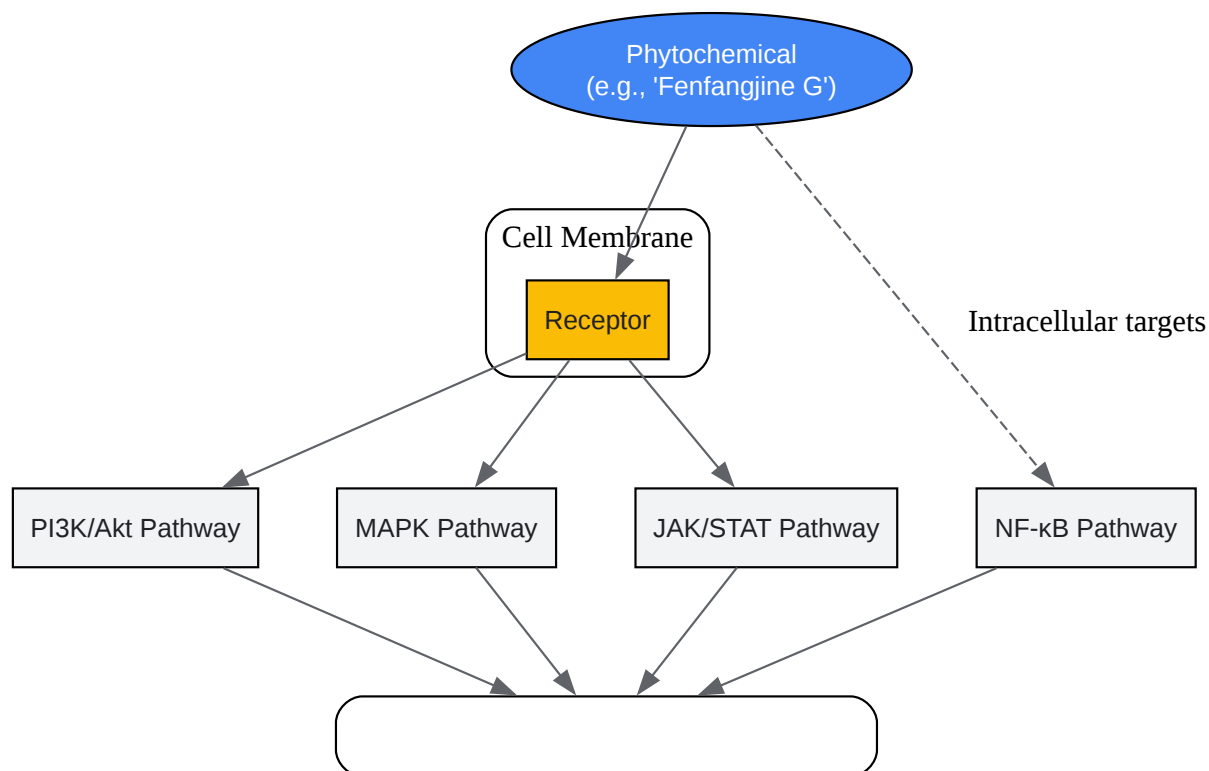 Phytochemical
(e.g., 'Fenfangjine G')
Cell Membrane
Receptor
Intracellular targets
PI3K/Akt Pathway
MAPK Pathway
JAK/STAT Pathway
NF-κB Pathway